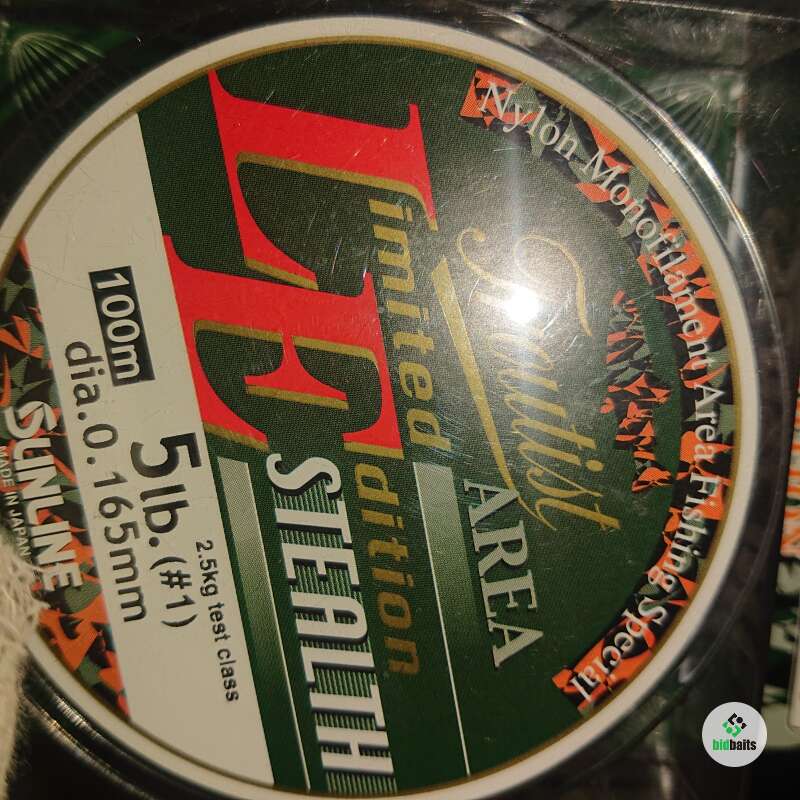 Nylon Monofilament Area Fishing Special
Troutist
AREA
Limited Edition
STEALTH
100m
5lb.(#1)
2.5kg test class
dia.0.165mm
SUNLINE
MADE IN JAPAN
bidbaits